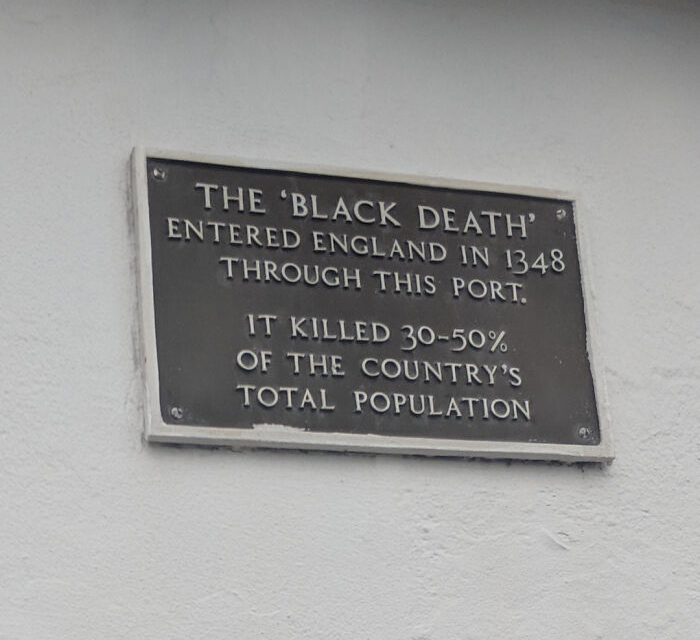 THE ‘BLACK DEATH’
ENTERED ENGLAND IN 1348
THROUGH THIS PORT.
IT KILLED 30-50%
OF THE COUNTRY'S
TOTAL POPULATION